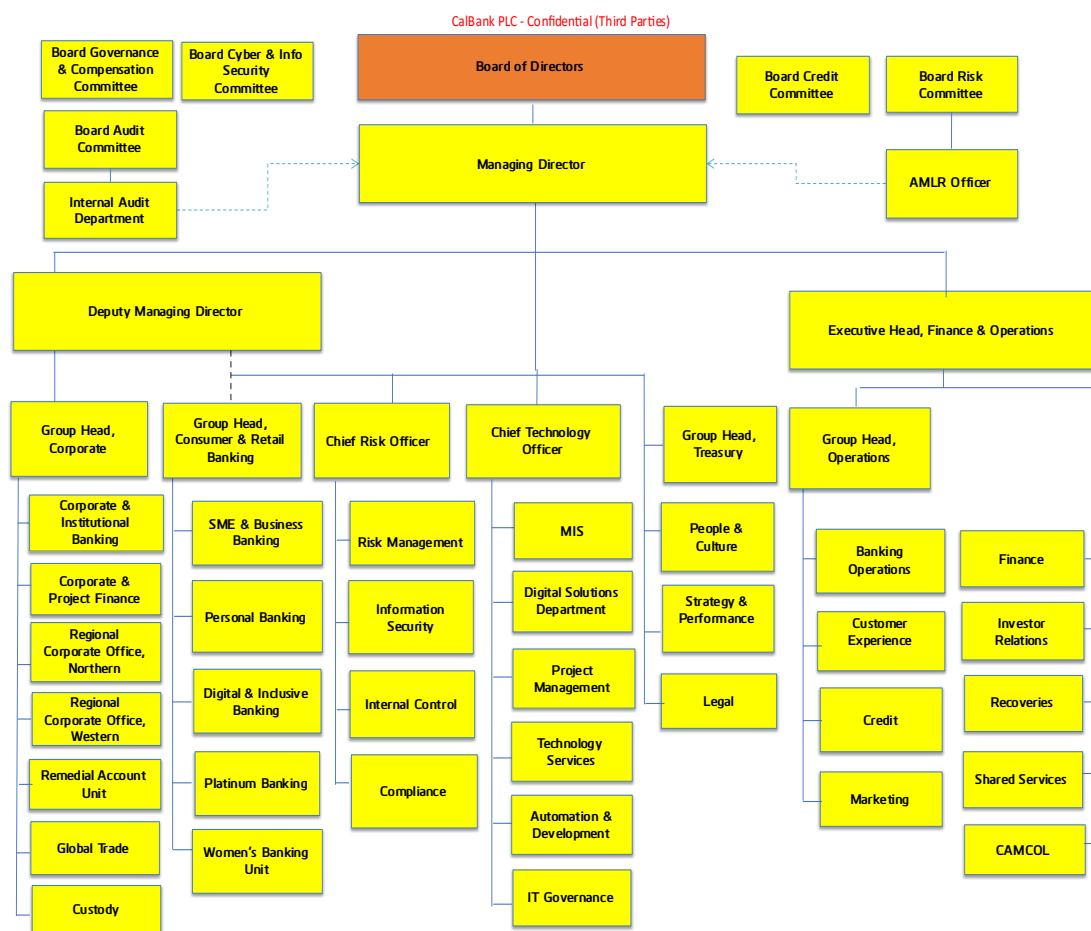 CalBank PLC - Confidential (Third Parties)
Board Governance
& Compensation
Committee
Board Cyber & Info
Security
Committee
Board of Directors
Board Credit
Committee
Board Risk
Committee
Board Audit
Committee
Managing Director
AMLR Officer
Internal Audit
Department
Deputy Managing Director
Executive Head, Finance & Operations
Group Head,
Corporate
Group Head,
Consumer & Retail
Banking
Chief Risk Officer
Chief Technology
Officer
Group Head,
Treasury
Group Head,
Operations
Corporate &
Institutional
Banking
Corporate &
Project Finance
Regional
Corporate Office,
Northern
Regional
Corporate Office,
Western
Remedial Account
Unit
Global Trade
Custody
SME & Business
Banking
Personal Banking
Digital & Inclusive
Banking
Platinum Banking
Women's Banking
Unit
Risk Management
Information
Security
Internal Control
Compliance
MIS
Digital Solutions
Department
Project
Management
Technology
Services
Automation &
Development
IT Governance
People &
Culture
Strategy &
Performance
Legal
Banking
Operations
Customer
Experience
Credit
Marketing
Finance
Investor
Relations
Recoveries
Shared Services
CAMCOL